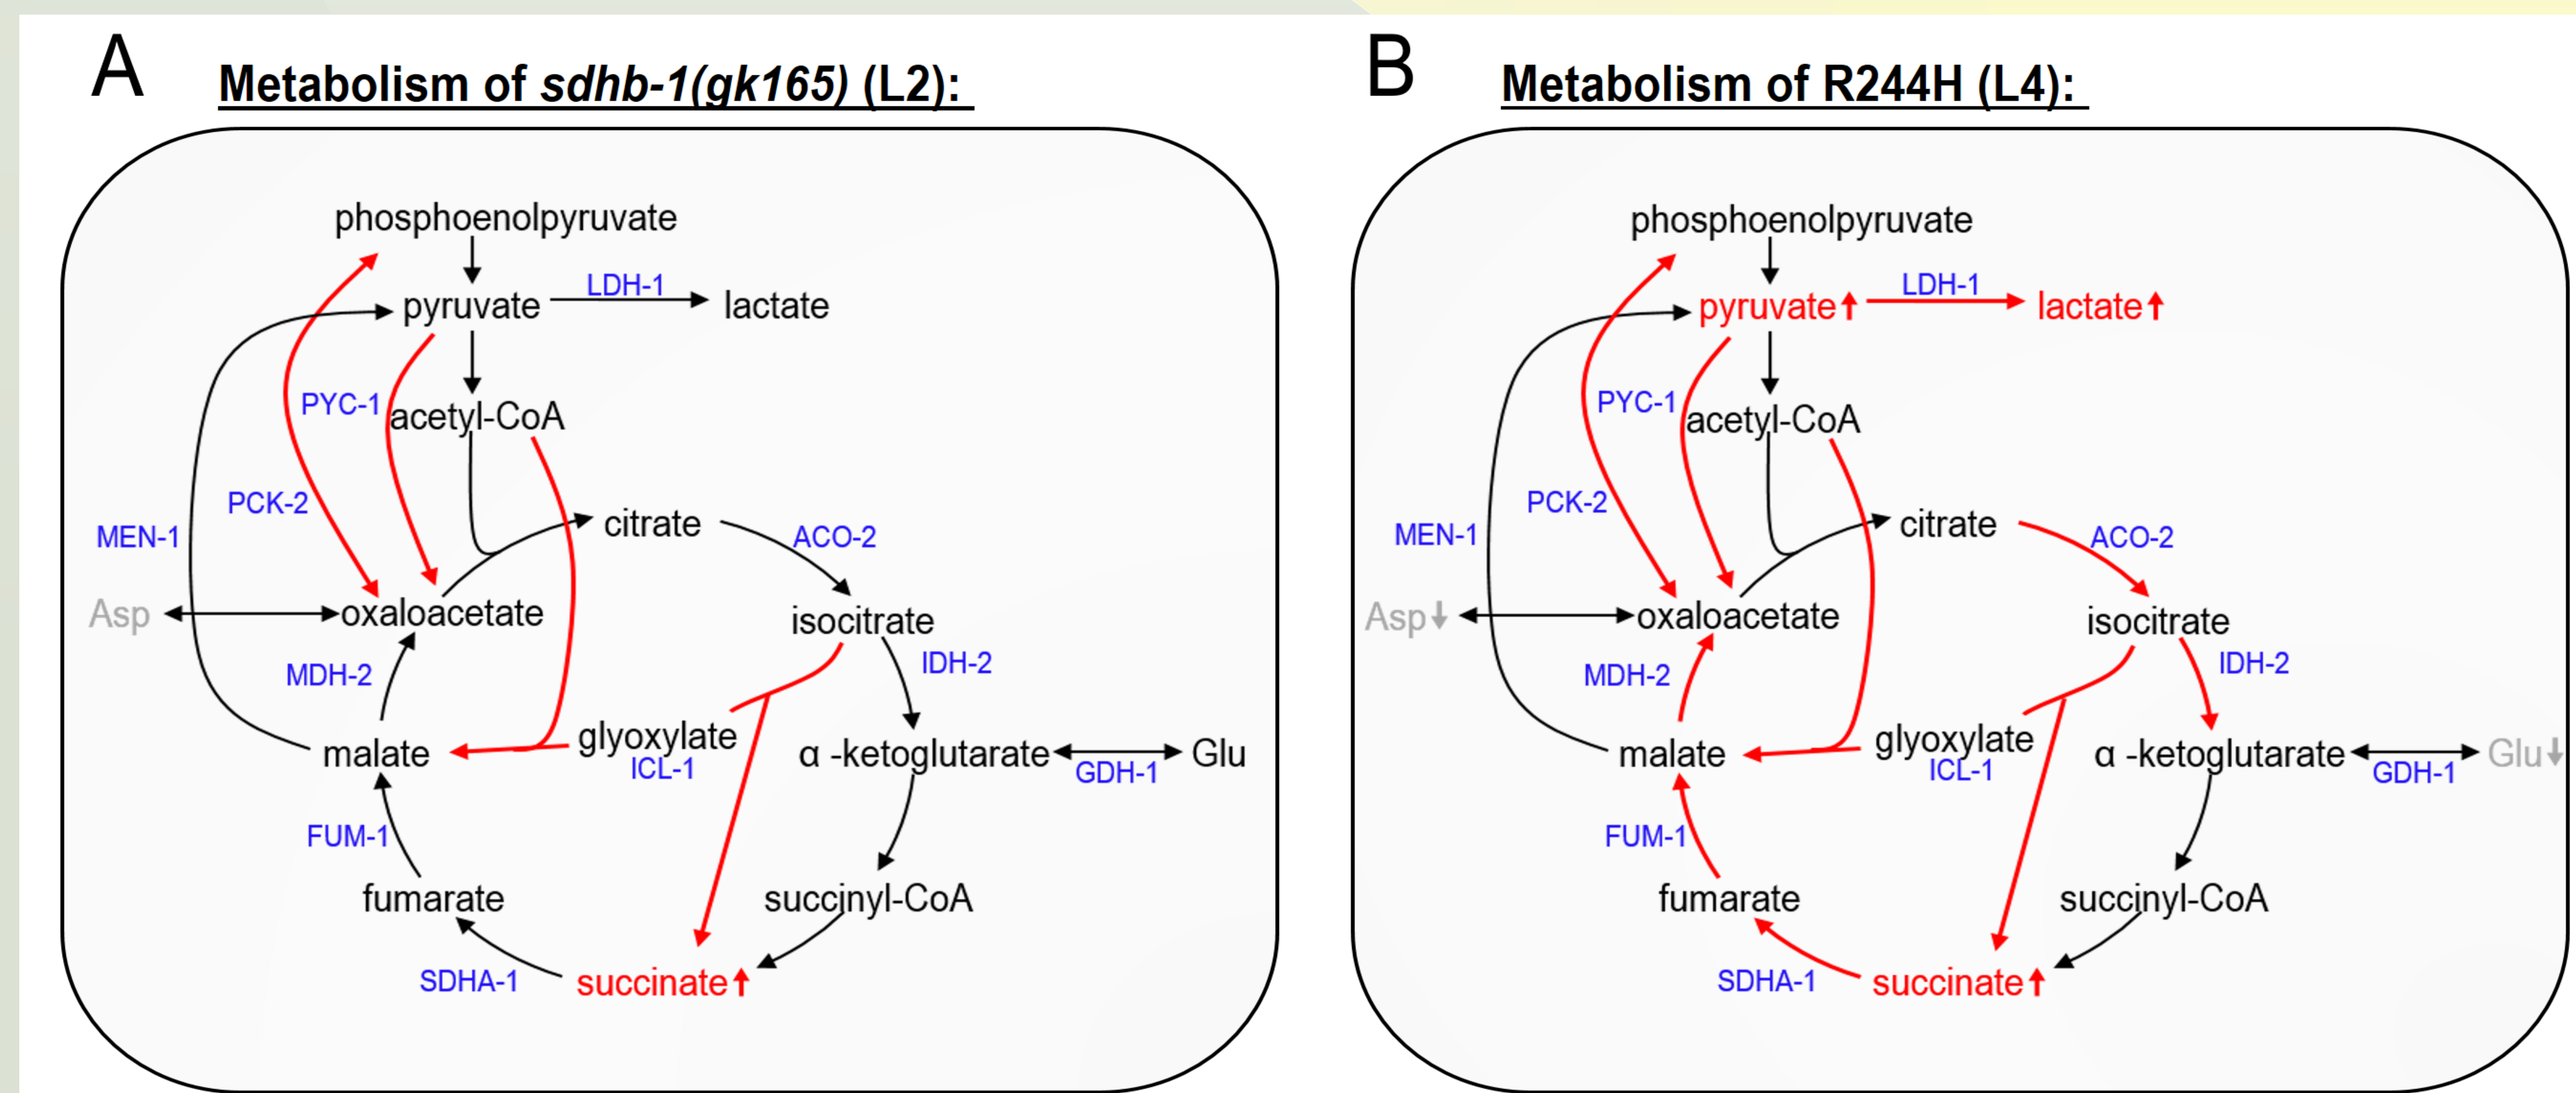 A
Metabolism of sdhb-1(gk165) (L2):
phosphoenolpyruvate
LDH-1
pyruvate
lactate
PYC-1
acetyl-CoA
PCK-2
citrate
MEN-1
ACO-2
Asp
oxaloacetate
isocitrate
IDH-2
MDH-2
glyoxylate
malate
α -ketoglutarate
Glu
ICL-1
GDH-1
FUM-1
fumarate
succinyl-CoA
SDHA-1
succinate↑
B
Metabolism of R244H (L4):
phosphoenolpyruvate
LDH-1
pyruvate↑
lactate↑
PYC-1
acetyl-CoA
PCK-2
citrate
MEN-1
ACO-2
Asp↓
oxaloacetate
isocitrate
IDH-2
MDH-2
glyoxylate
malate
α -ketoglutarate
Glu↓
ICL-1
GDH-1
FUM-1
fumarate
succinyl-CoA
SDHA-1
succinate↑